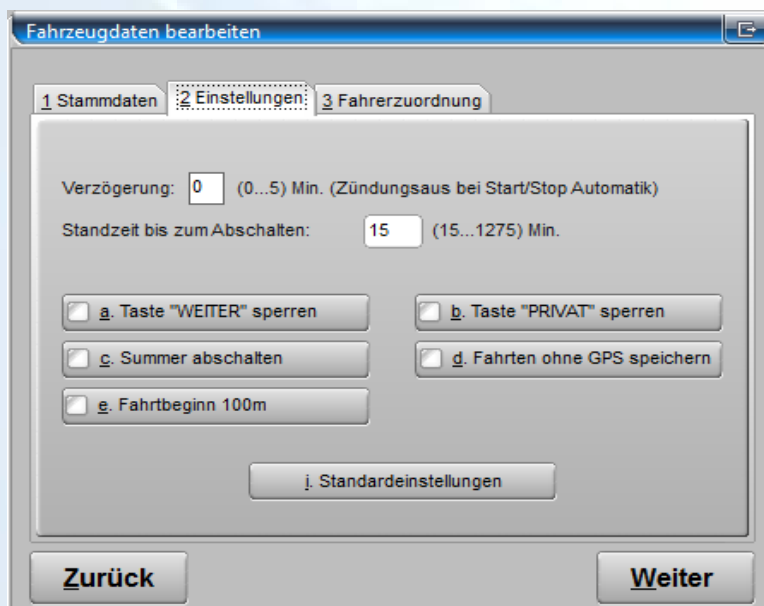 Fahrzeugdaten bearbeiten
1 Stammdaten 2 Einstellungen 3 Fahrerzuordnung
Verzögerung: 0 (0...5) Min. (Zündungsaus bei Start/Stop Automatik)
Standzeit bis zum Abschalten: 15 (15...1275) Min.
a. Taste "WEITER" sperren b. Taste "PRIVAT" sperren
c. Summer abschalten d. Fahrten ohne GPS speichern
e. Fahrtbeginn 100m
i. Standardeinstellungen
Zurück Weiter